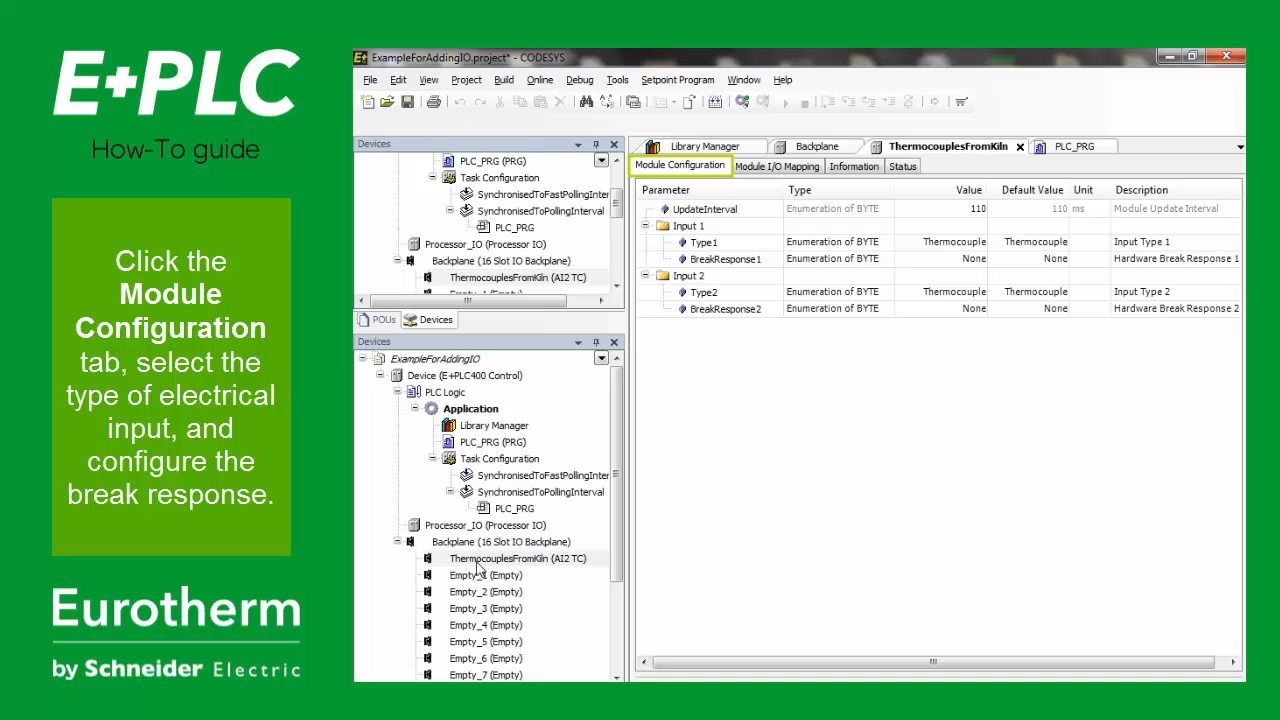 E+PLC
How-To guide
Click the
Module
Configuration
tab, select the
type of electrical
input, and
configure the
break response.
Eurotherm
by Schneider Electric
ExampleForAddingIO.project* - CODESYS
File Edit View Project Build Online Debug Tools Setpoint Program Window Help
Devices
PLC_PRG (PRG)
Task Configuration
SynchronisedToFastPollingInter
SynchronisedToPollingInterval
PLC_PRG
Processor_IO (Processor IO)
Backplane (16 Slot IO Backplane)
ThermocouplesFromKiln (AI2 TC)
POUs Devices
Devices
ExampleForAddingIO
Device (E+PLC400 Control)
PLC Logic
Application
Library Manager
PLC_PRG (PRG)
Task Configuration
SynchronisedToFastPollingInter
SynchronisedToPollingInterval
PLC_PRG
Processor_IO (Processor IO)
Backplane (16 Slot IO Backplane)
ThermocouplesFromKiln (AI2 TC)
Empty_1 (Empty)
Empty_2 (Empty)
Empty_3 (Empty)
Empty_4 (Empty)
Empty_5 (Empty)
Empty_6 (Empty)
Empty_7 (Empty)
Library Manager Backplane ThermocouplesFromKiln PLC_PRG
Module Configuration Module I/O Mapping Information Status
Parameter Type Value Default Value Unit Description
UpdateInterval Enumeration of BYTE 110 110 ms Module Update Interval
Input 1
Type1 Enumeration of BYTE Thermocouple Thermocouple Input Type 1
BreakResponse1 Enumeration of BYTE None None Hardware Break Response 1
Input 2
Type2 Enumeration of BYTE Thermocouple Thermocouple Input Type 2
BreakResponse2 Enumeration of BYTE None None Hardware Break Response 2